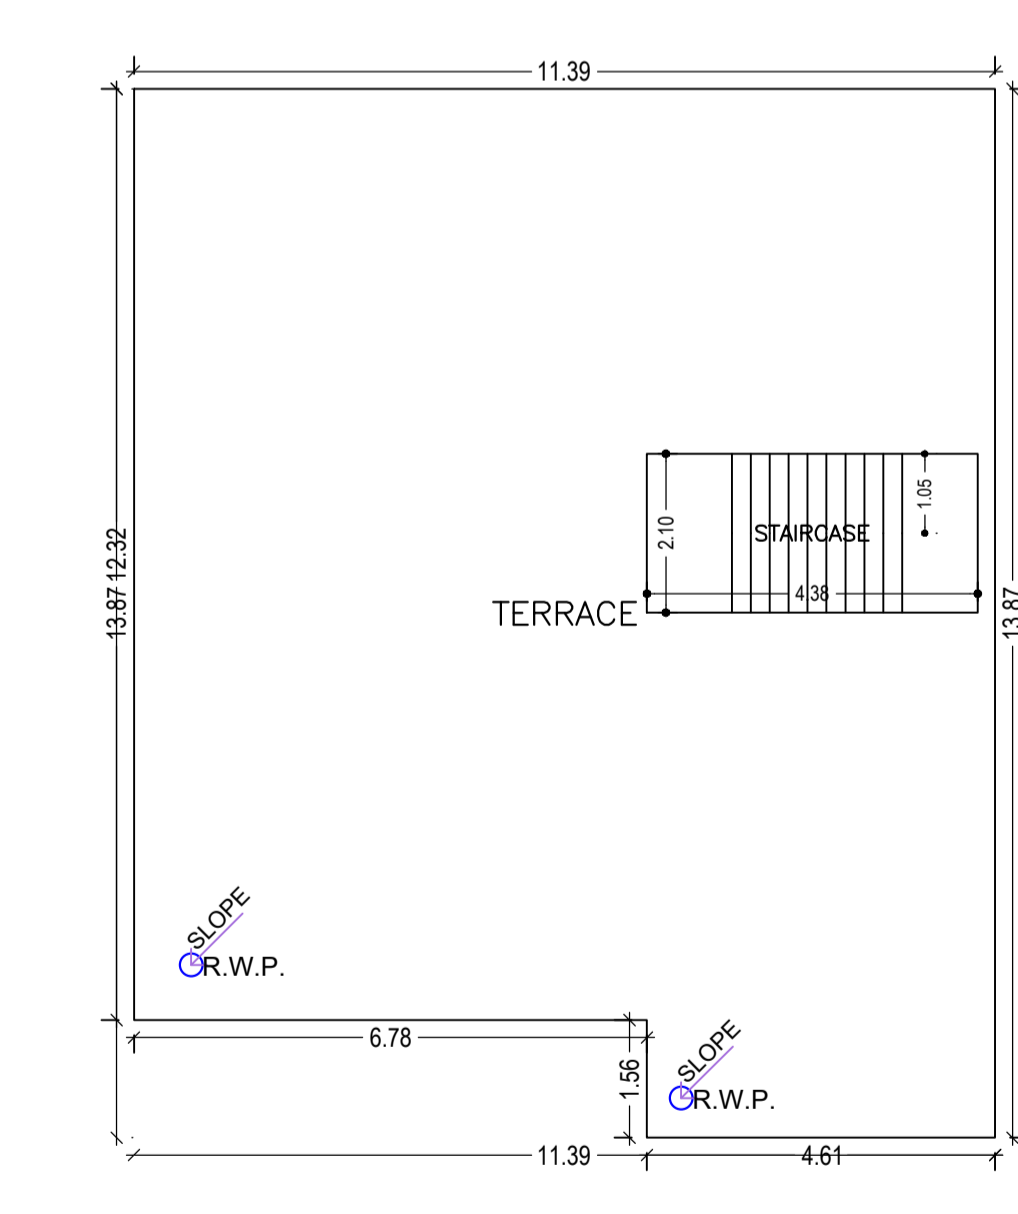 11.39
1.05
2.10
STAIRCASE
12.32
13.87
4.38
TERRACE
13.87
SLOPE
R.W.P.
6.78
SLOPE
1.56
R.W.P.
11.39
4.61